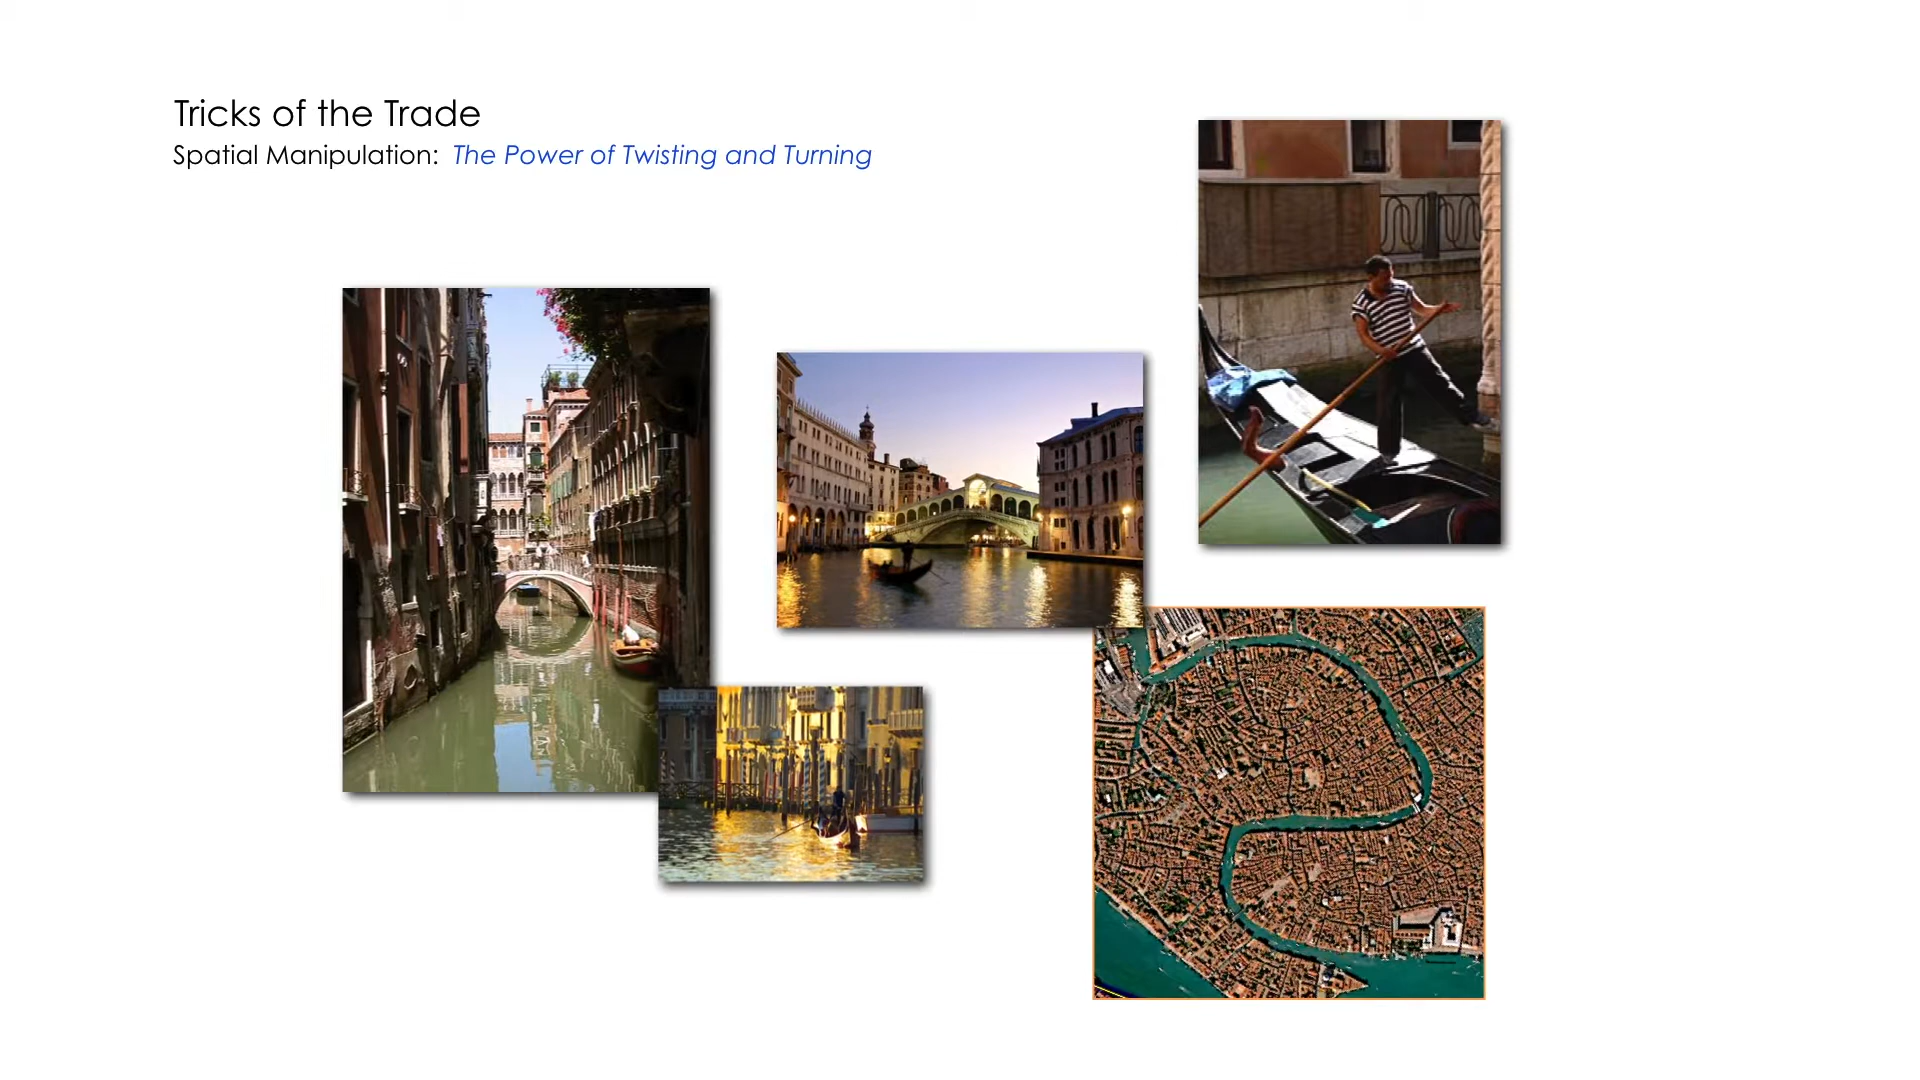 Tricks of the Trade
Spatial Manipulation: The Power of Twisting and Turning